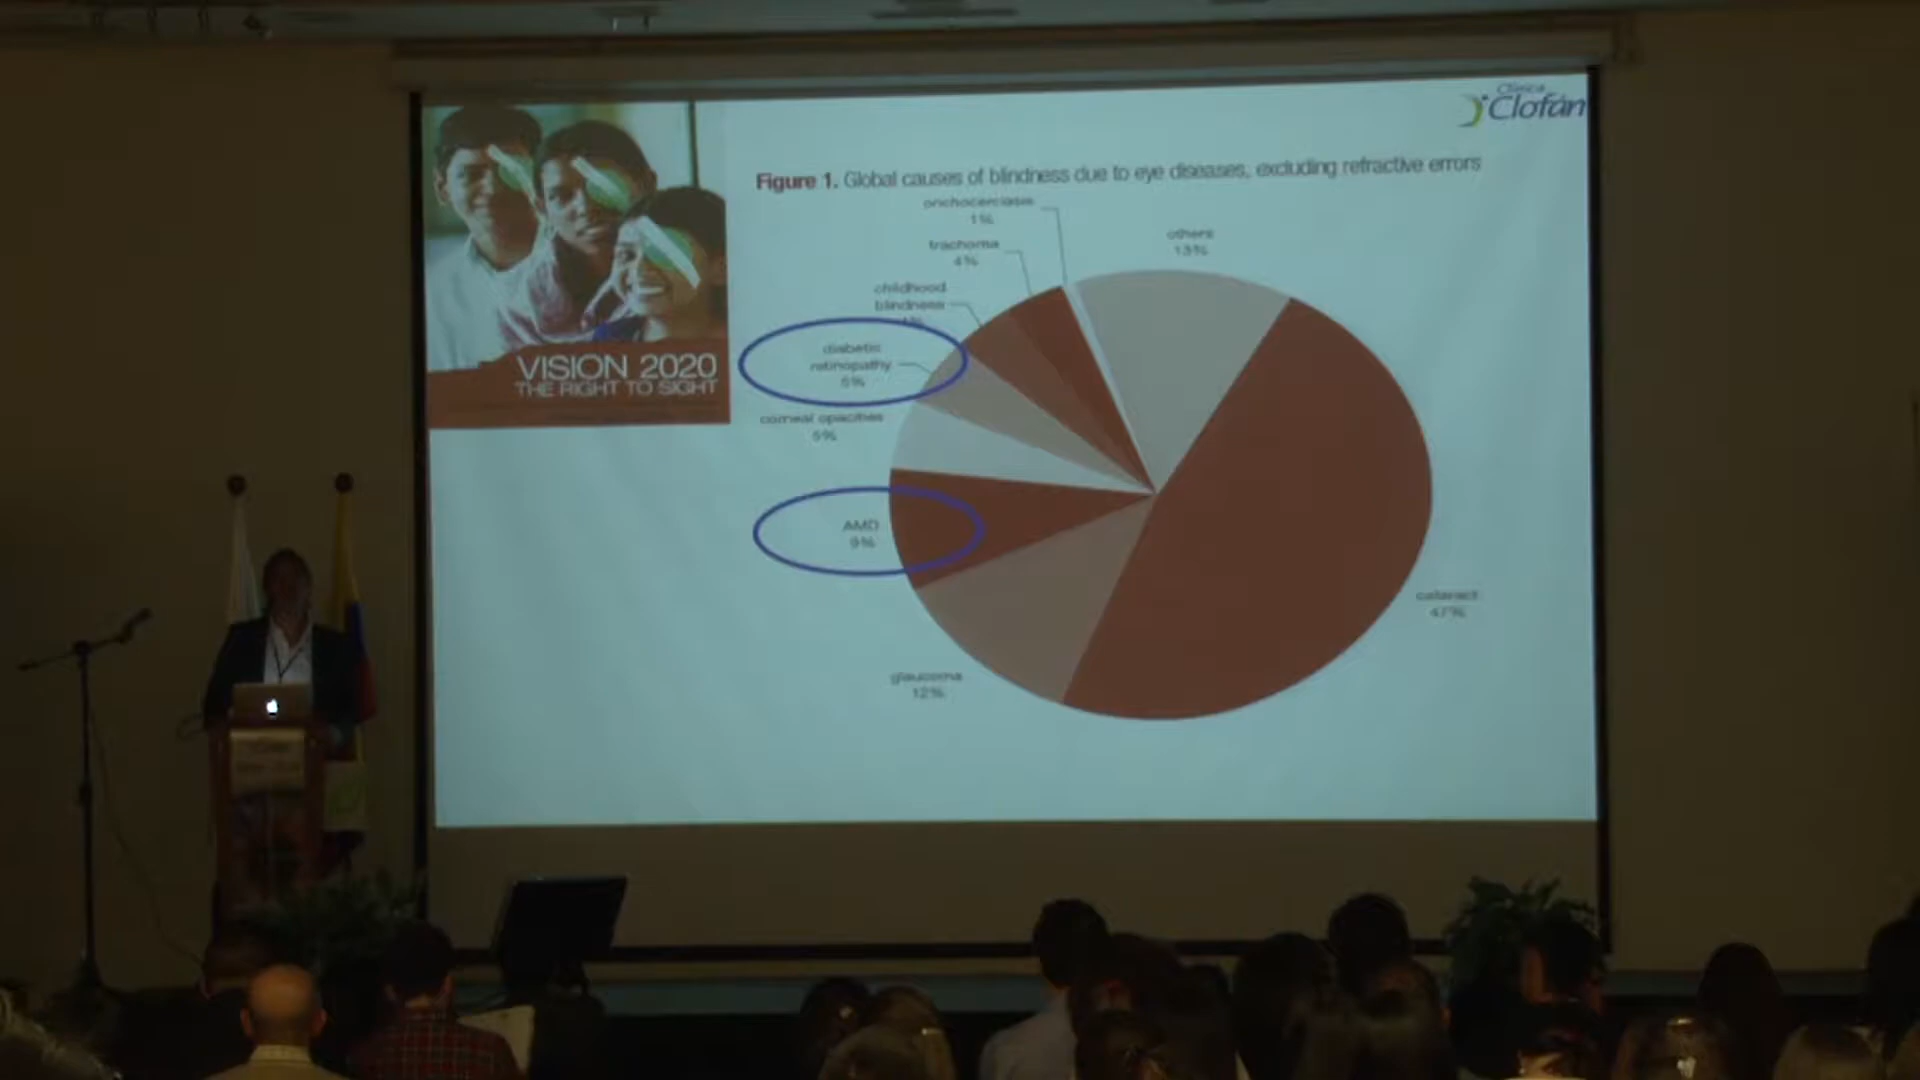 Clínica
Clofán
Figure 1. Global causes of blindness due to eye diseases, excluding refractive errors
onchocerciasis
1%
others
13%
trachoma
4%
childhood
blindness
diabetic
retinopathy
5%
corneal opacities
5%
AMD
9%
cataract
47%
glaucoma
12%
VISION 2020
THE RIGHT TO SIGHT